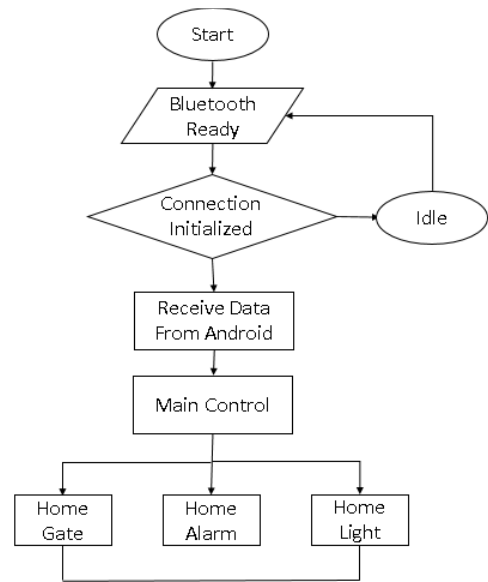 Start
Bluetooth
Ready
Connection
Initialized
Idle
Receive Data
From Android
Main Control
Home
Gate
Home
Alarm
Home
Light